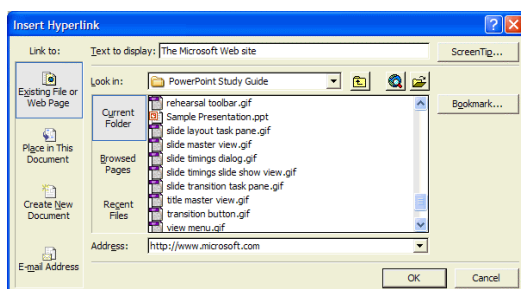 Insert Hyperlink
Link to:
Text to display: The Microsoft Web site
ScreenTip...
Existing File or
Web Page
Look in: PowerPoint Study Guide
Bookmark...
Current
Folder
rehearsal toolbar.gif
Sample Presentation.ppt
slide layout task pane.gif
slide master view.gif
slide timings dialog.gif
slide timings slide show view.gif
slide transition task pane.gif
title master view.gif
transition button.gif
view menu.gif
Place in This
Document
Browsed
Pages
Create New
Document
Recent
Files
E-mail Address
Address: http://www.microsoft.com
OK
Cancel